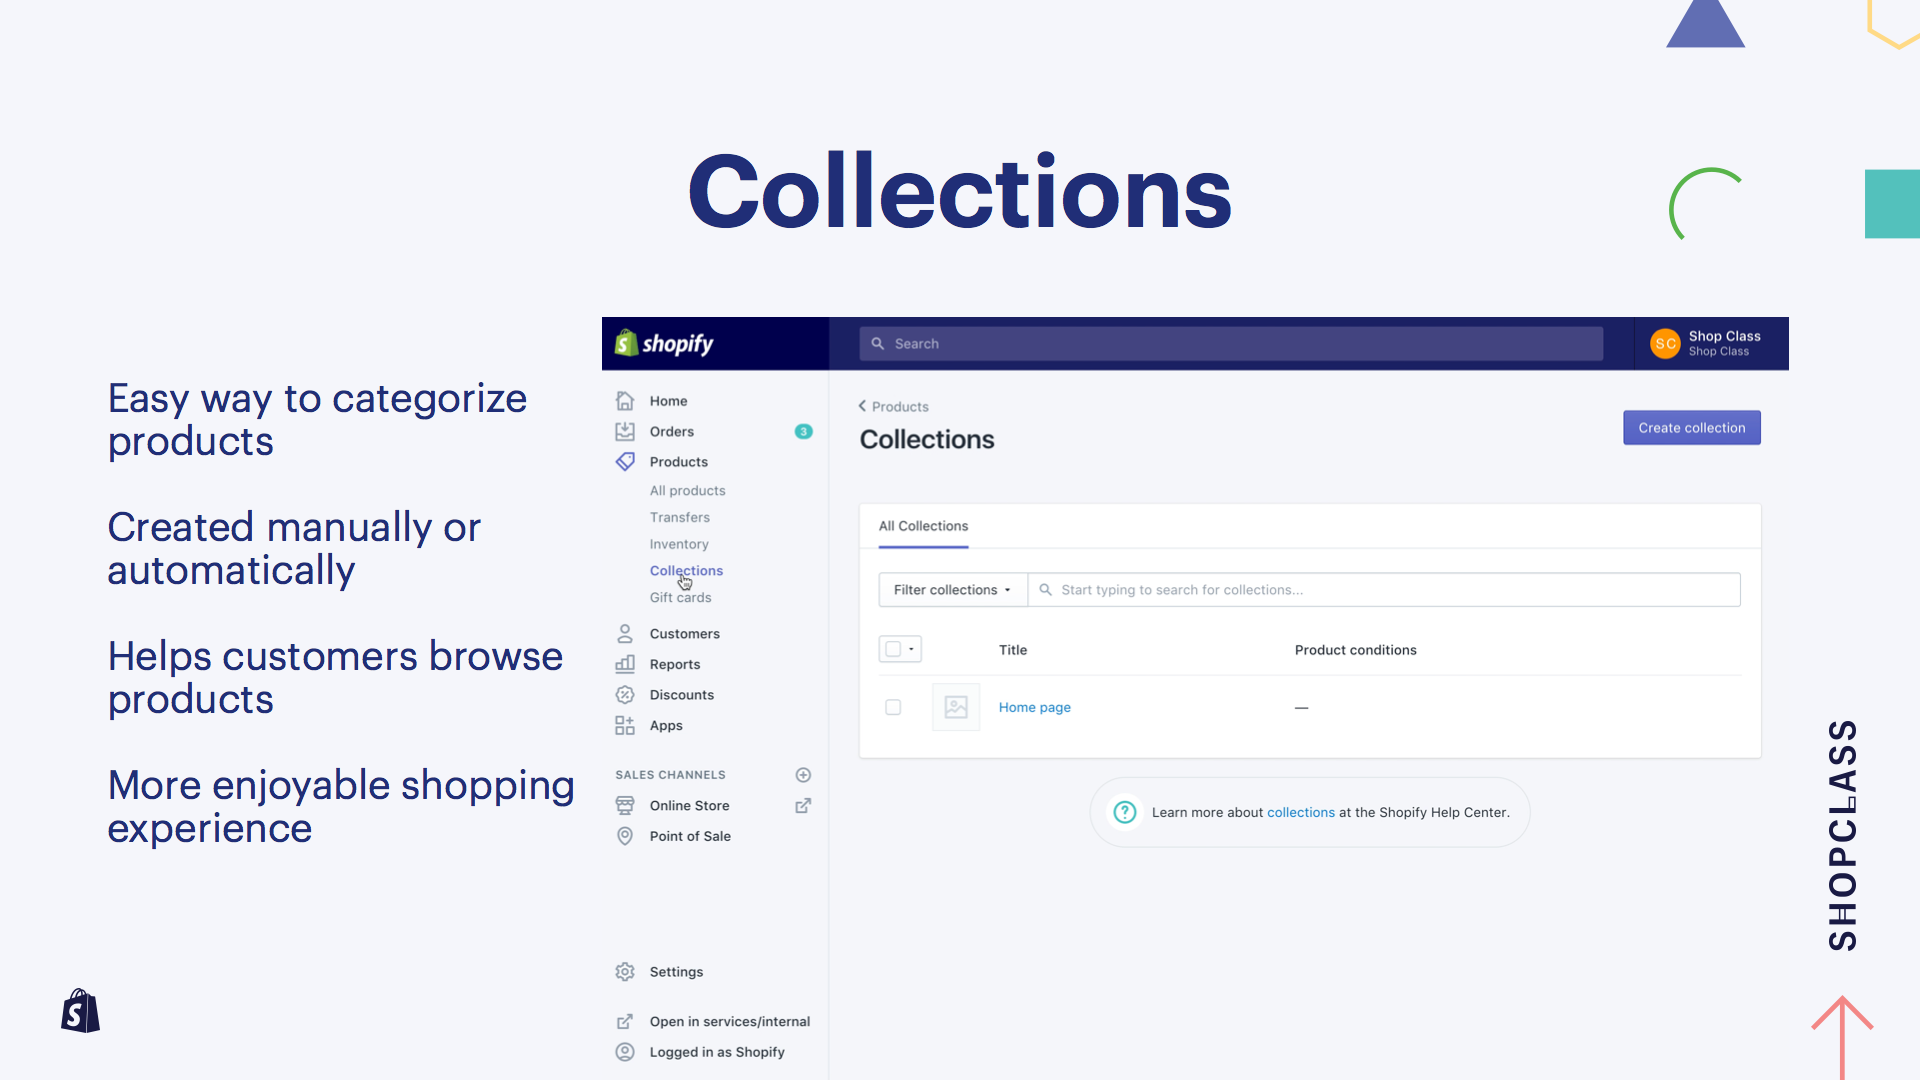 Collections
Easy way to categorize
products
Created manually or
automatically
Helps customers browse
products
More enjoyable shopping
experience
shopify
Search
SC
Shop Class
Shop Class
Home
Orders
3
Products
All products
Transfers
Inventory
Collections
Gift cards
Customers
Reports
Discounts
Apps
SALES CHANNELS
Online Store
Point of Sale
Settings
Open in services/internal
Logged in as Shopify
Products
Collections
Create collection
All Collections
Filter collections
Start typing to search for collections...
Title
Product conditions
Home page
—
Learn more about collections at the Shopify Help Center.
SHOPCLASS